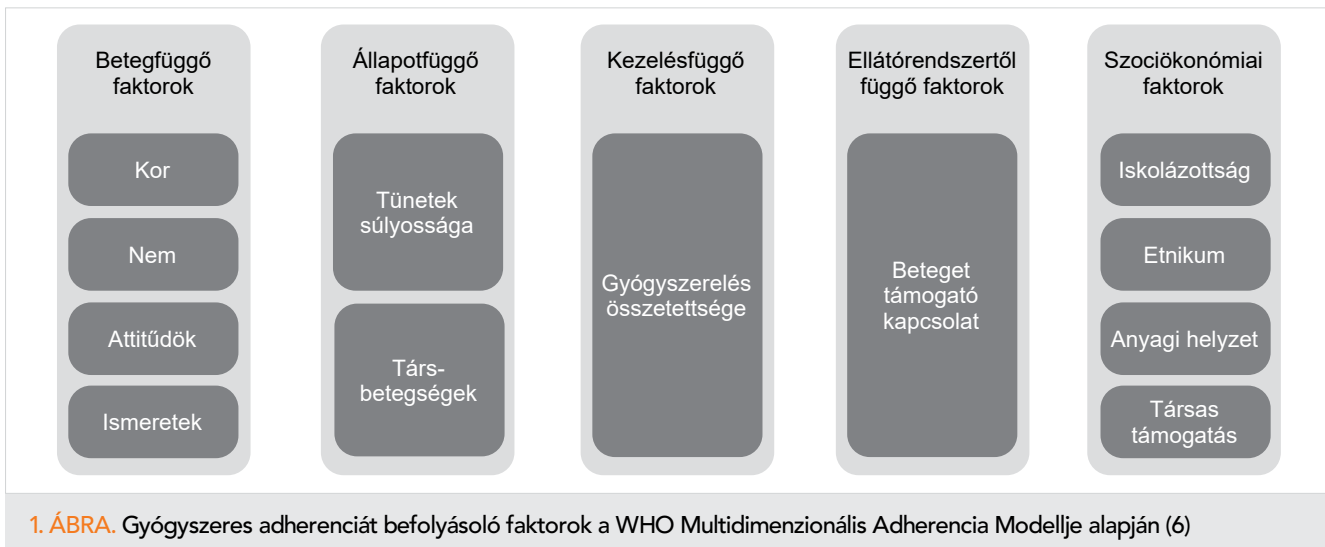 Betegfüggő
faktorok
Kor
Nem
Attitűdök
Ismeretek
Állapotfüggő
faktorok
Tünetek
súlyossága
Társ-
betegségek
Kezelésfüggő
faktorok
Gyógyszerelés
összetettsége
Ellátórendszertől
függő faktorok
Beteget
támogató
kapcsolat
Szociökonómiai
faktorok
Iskolázottság
Etnikum
Anyagi helyzet
Társas
támogatás
1. ÁBRA. Gyógyszeres adherenciát befolyásoló faktorok a WHO Multidimenzionális Adherencia Modellje alapján (6)